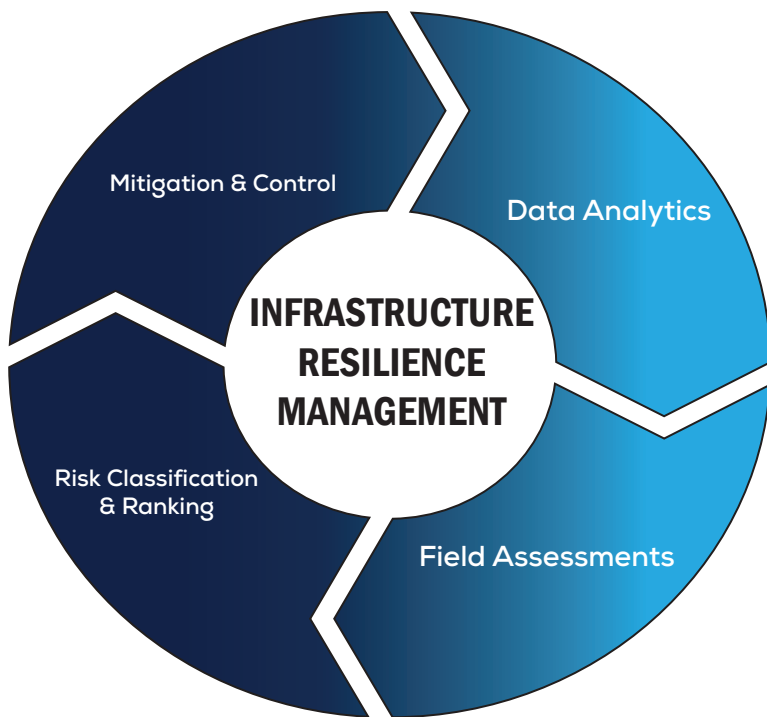 Mitigation & Control
Data Analytics
INFRASTRUCTURE
RESILIENCE
MANAGEMENT
Risk Classification
& Ranking
Field Assessments